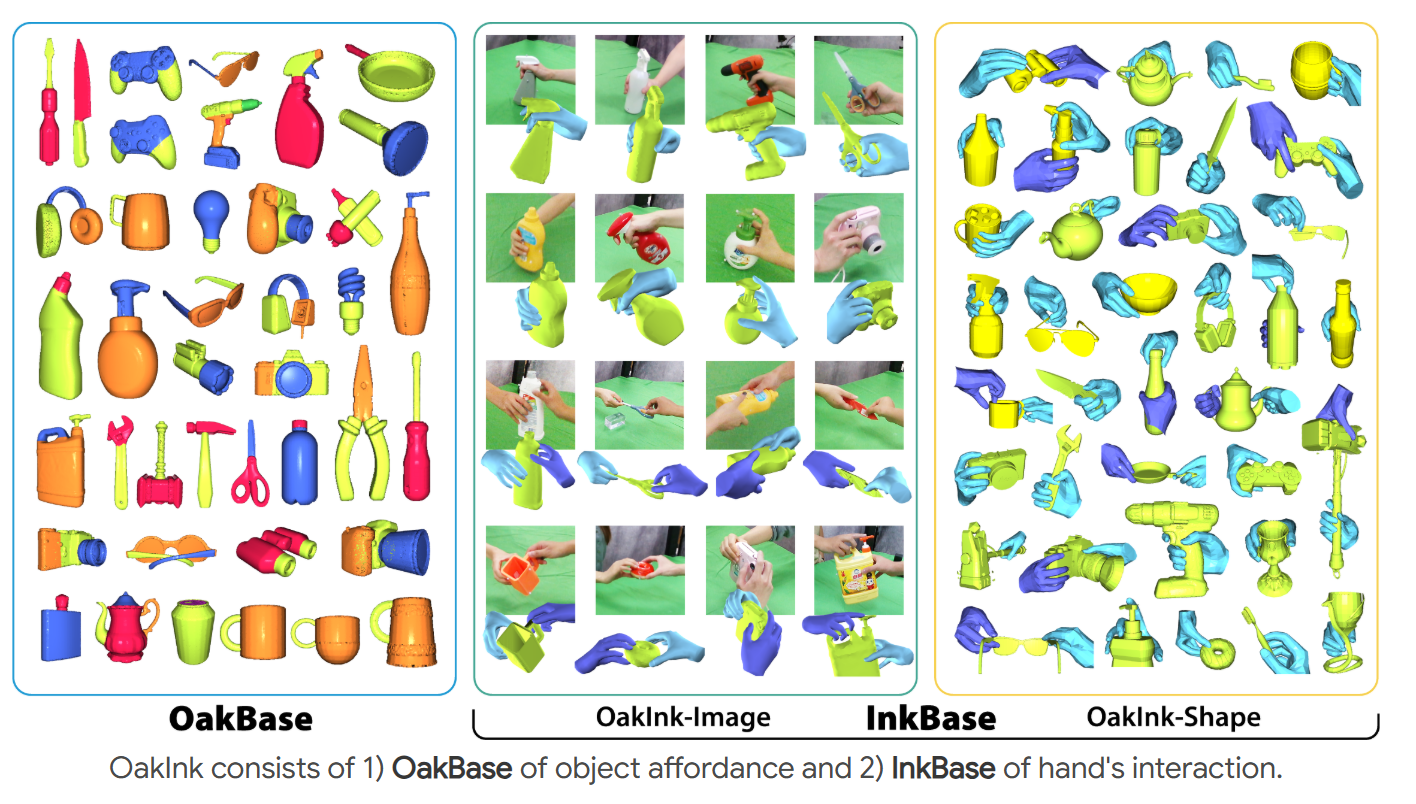 OakBase
OakInk-Image InkBase OakInk-Shape
OakInk consists of 1) OakBase of object affordance and 2) InkBase of hand's interaction.